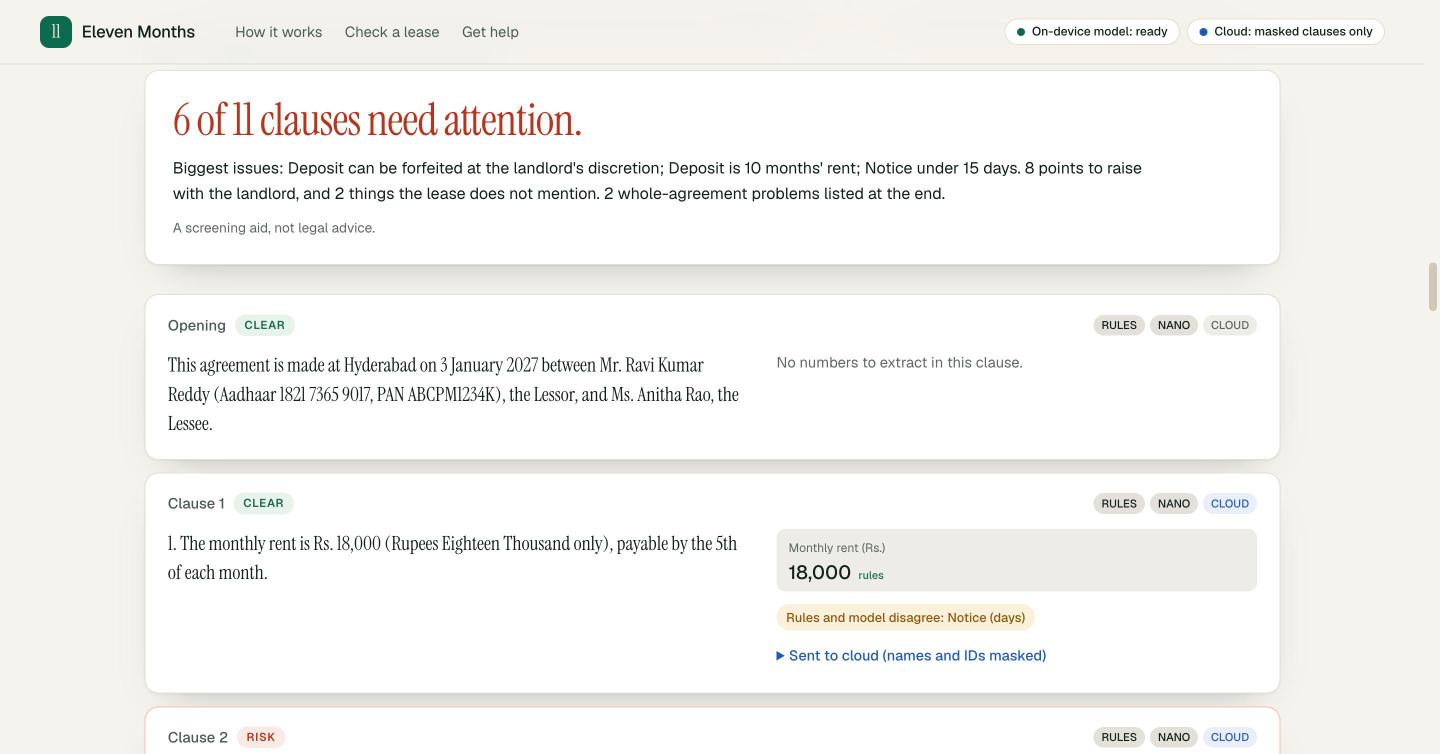 11 Eleven Months How it works Check a lease Get help On-device model: ready Cloud: masked clauses only
6 of 11 clauses need attention.
Biggest issues: Deposit can be forfeited at the landlord's discretion; Deposit is 10 months' rent; Notice under 15 days. 8 points to raise
with the landlord, and 2 things the lease does not mention. 2 whole-agreement problems listed at the end.
A screening aid, not legal advice.
Opening CLEAR RULES NANO CLOUD
This agreement is made at Hyderabad on 3 January 2027 between Mr. Ravi Kumar
Reddy (Aadhaar 1821 7365 9017, PAN ABCPM1234K), the Lessor, and Ms. Anitha Rao, the
Lessee.
No numbers to extract in this clause.
Clause 1 CLEAR RULES NANO CLOUD
1. The monthly rent is Rs. 18,000 (Rupees Eighteen Thousand only), payable by the 5th
of each month.
Monthly rent (Rs.)
18,000 rules
Rules and model disagree: Notice (days)
▶ Sent to cloud (names and IDs masked)
Clause 2 RISK RULES NANO CLOUD